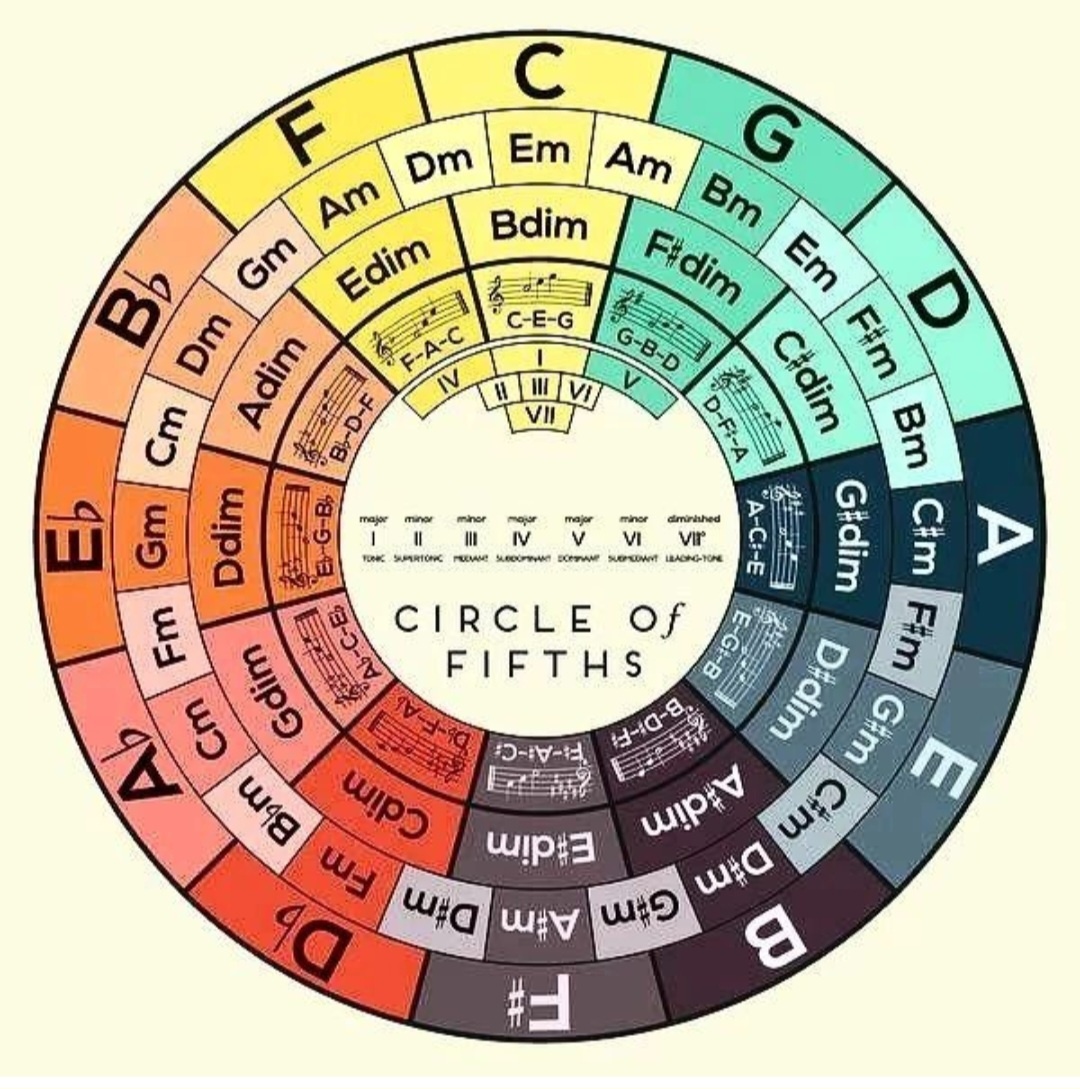 C
G
D
A
E
B
F♯
D♭
A♭
E♭
B♭
F
Dm
Em
Am
Bm
Em
F♯m
Bm
C♯m
F♯m
G♯m
C♯m
D♯m
G♯m
A♯m
D♯m
Fm
B♭m
Cm
Fm
Gm
Cm
Dm
Gm
Am
Bdim
F♯dim
C♯dim
G♯dim
D♯dim
A♯dim
E♯dim
Cdim
Gdim
Ddim
Adim
Edim
C-E-G
G-B-D
D-F♯-A
A-C♯-E
E-G♯-B
B-D♯-F♯
F♯-A♯-C♯
D♭-F-A♭
A♭-C-E♭
E♭-G-B♭
B♭-D-F
F-A-C
I
IV II III VI V
VII
major minor minor major major minor diminished
I II III IV V VI VII°
TONIC SUPERTONIC MEDIANT SUBDOMINANT DOMINANT SUBMEDIANT LEADING-TONE
CIRCLE Of
FIFTHS